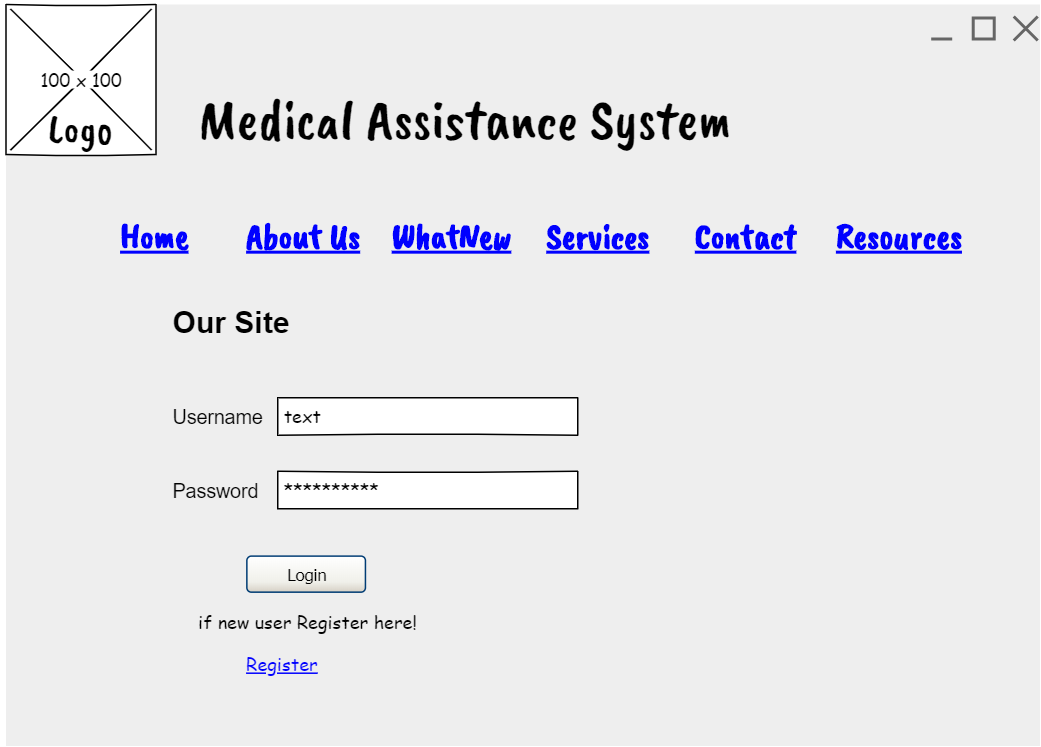 100 x 100
Logo
Medical Assistance System
Home About Us WhatNew Services Contact Resources
Our Site
Username text
Password **********
Login
if new user Register here!
Register